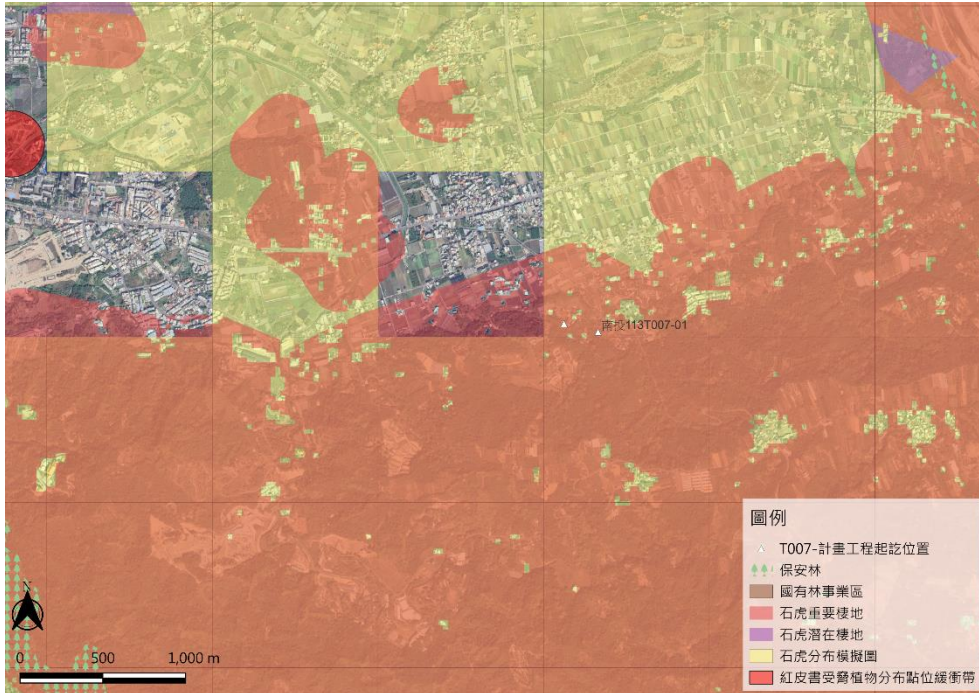 南投113T007-01
圖例
T007-計畫工程起訖位置
保安林
國有林事業區
石虎重要棲地
石虎潛在棲地
石虎分布模擬圖
紅皮書受脅植物分布點位緩衝帶
N
0 500 1,000 m